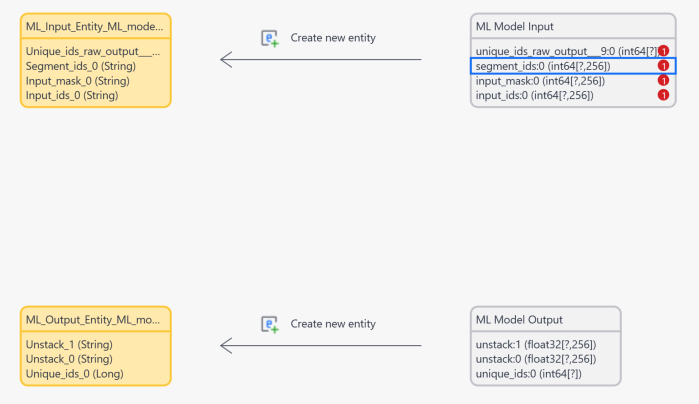 ML_Input_Entity_ML_mode...
Unique_ids_raw_output___...
Segment_ids_0 (String)
Input_mask_0 (String)
Input_ids_0 (String)
Create new entity
ML Model Input
unique_ids_raw_output___9:0 (int64[?] 1
segment_ids:0 (int64[?,256]) 1
input_mask:0 (int64[?,256]) 1
input_ids:0 (int64[?,256]) 1
ML_Output_Entity_ML_mo...
Unstack_1 (String)
Unstack_0 (String)
Unique_ids_0 (Long)
Create new entity
ML Model Output
unstack:1 (float32[?,256])
unstack:0 (float32[?,256])
unique_ids:0 (int64[?])